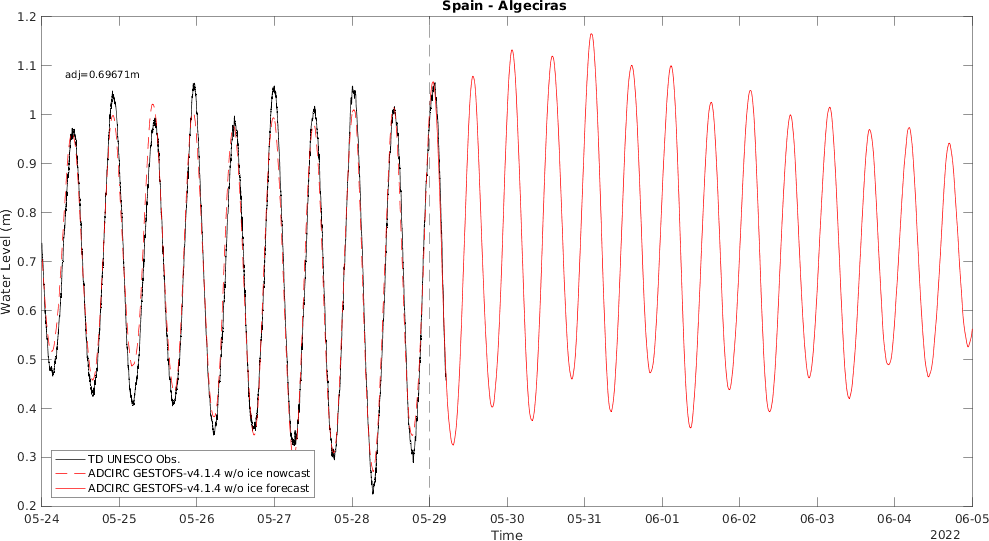 Spain - Algeciras
1.2
1.1
1
0.9
0.8
0.7
0.6
0.5
0.4
0.3
0.2
Water Level (m)
adj=0.69671m
TD UNESCO Obs.
ADCIRC GESTOFS-v4.1.4 w/o ice nowcast
ADCIRC GESTOFS-v4.1.4 w/o ice forecast
05-24 05-25 05-26 05-27 05-28 05-29 05-30 05-31 06-01 06-02 06-03 06-04 06-05
Time
2022